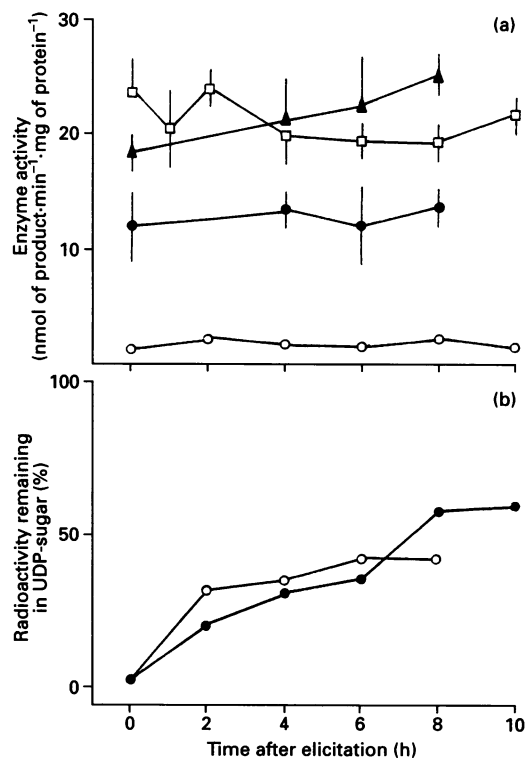 (a)
30
20
10
Enzyme activity
(nmol of product·min⁻¹·mg of protein⁻¹)
(b)
100
50
0
Radioactivity remaining
in UDP-sugar (%)
0 2 4 6 8 10
Time after elicitation (h)